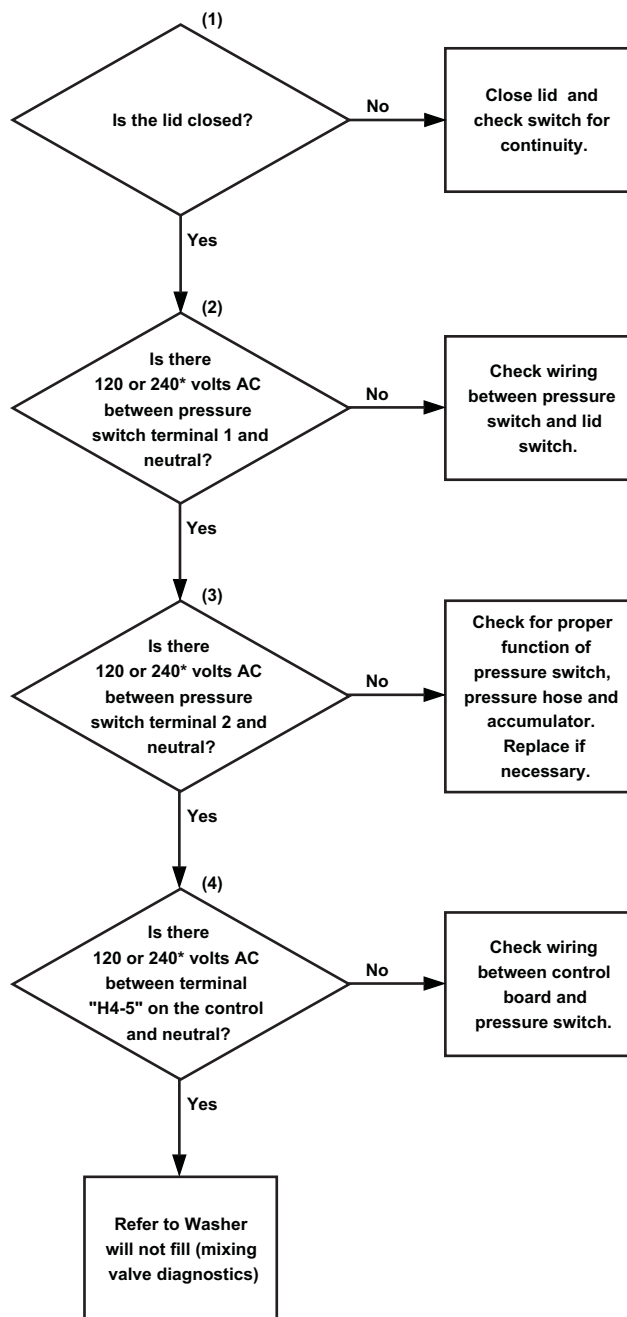 (1)
Is the lid closed?
No
Close lid and
check switch for
continuity.
Yes
(2)
Is there
120 or 240* volts AC
between pressure
switch terminal 1 and
neutral?
No
Check wiring
between pressure
switch and lid
switch.
Yes
(3)
Is there
120 or 240* volts AC
between pressure
switch terminal 2 and
neutral?
No
Check for proper
function of
pressure switch,
pressure hose and
accumulator.
Replace if
necessary.
Yes
(4)
Is there
120 or 240* volts AC
between terminal
"H4-5" on the control
and neutral?
No
Check wiring
between control
board and
pressure switch.
Yes
Refer to Washer
will not fill (mixing
valve diagnostics)